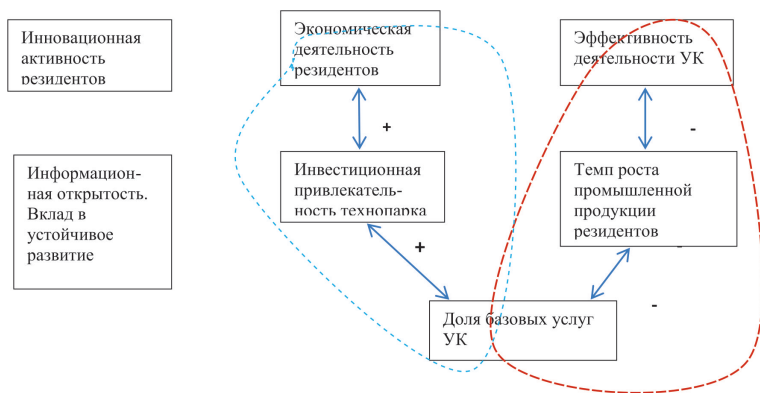 Инновационная
активность
резидентов
Экономическая
деятельность
резидентов
Эффективность
деятельности УК
+
-
Информацион-
ная открытость.
Вклад в
устойчивое
развитие
Инвестиционная
привлекатель-
ность технопарка
Темп роста
промышленной
продукции
резидентов
+
-
-
Доля базовых услуг
УК